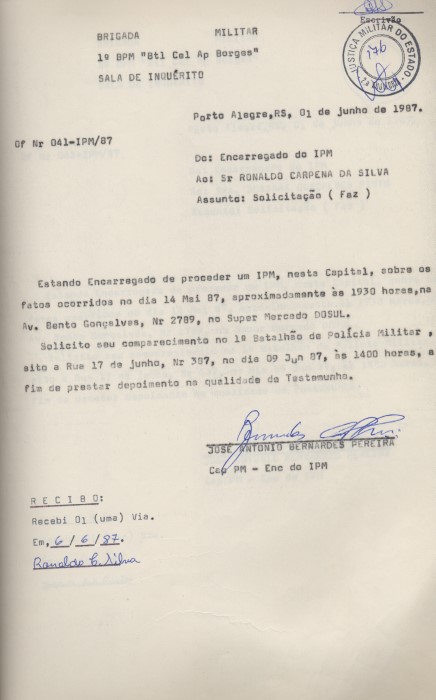 Escrivão
JUSTIÇA MILITAR DO ESTADO
176
BRIGADA MILITAR
1º BPM "Btl Cel Ap Borges"
SALA DE INQUÉRITO
Porto Alegre,RS, 01 de junho de 1987.
Of Nr 041-IPM/87
Do: Encarregado do IPM
Ao: Sr RONALDO CARPENA DA SILVA
Assunto: Solicitação ( Faz )
Estando Encarregado de proceder um IPM, nesta Capital, sobre os
fatos ocorridos no dia 14 Mai 87, aproximadamente às 1930 horas,na
Av. Bento Gonçalves, Nr 2789, no Super Mercado DOSUL .
Solicito seu comparecimento no 1º Batalhão de Polícia Militar ,
sito a Rua 17 de junho, Nr 387, no dia 09 Jun 87, às 1400 horas, a
fim de prestar depoimento na qualidade de Testemunha.
JOSÉ ANTONIO BERNARDES PEREIRA
Cap PM - Enc do IPM
R E C I B O:
Recebi 01 (uma) Via.
Em, 6 / 6 / 87.
Ronaldo C. Silva